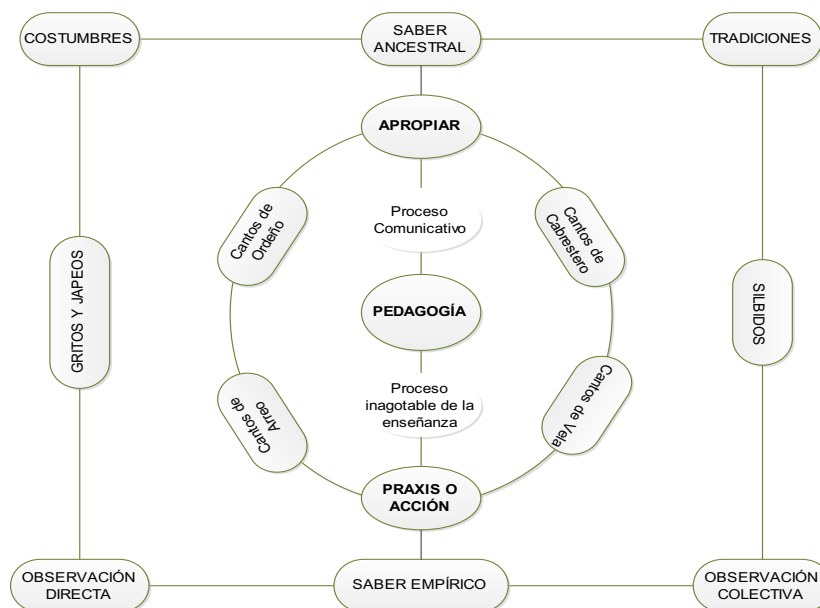 COSTUMBRES
SABER
ANCESTRAL
TRADICIONES
APROPIAR
Cantos de
Ordeño
Proceso
Comunicativo
Cantos de
Cabrestero
GRITOS Y JAPEOS
PEDAGOGÍA
SILBIDOS
Cantos de
Arreo
Proceso
inagotable de la
enseñanza
Cantos de Vela
PRAXIS O
ACCIÓN
OBSERVACIÓN
DIRECTA
SABER EMPÍRICO
OBSERVACIÓN
COLECTIVA